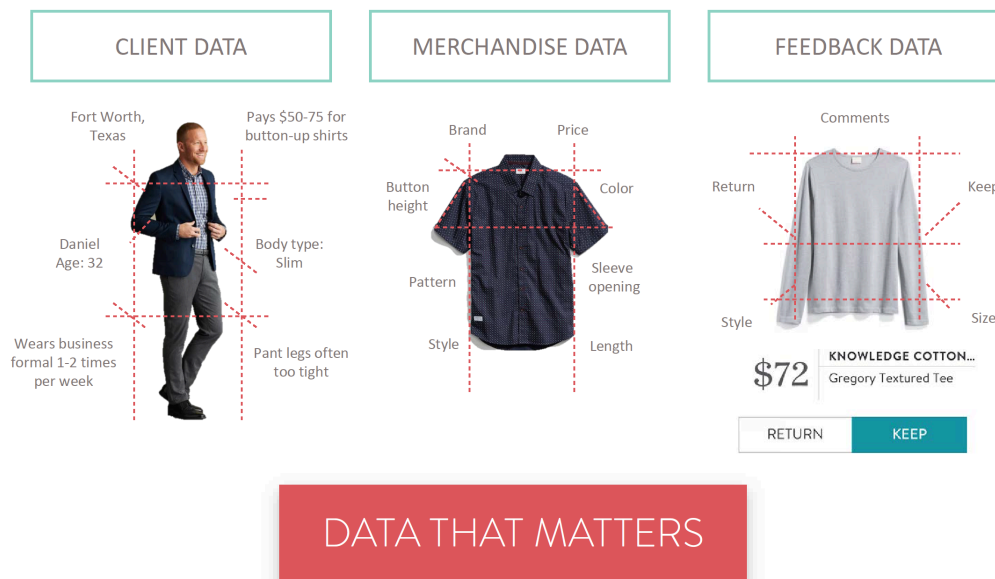 CLIENT DATA
MERCHANDISE DATA
FEEDBACK DATA
Fort Worth,
Texas
Pays $50-75 for
button-up shirts
Daniel
Age: 32
Body type:
Slim
Wears business
formal 1-2 times
per week
Pant legs often
too tight
Brand
Price
Button
height
Color
Pattern
Sleeve
opening
Style
Length
Comments
Return
Keep
Style
Size
$72
KNOWLEDGE COTTON...
Gregory Textured Tee
RETURN
KEEP
DATA THAT MATTERS